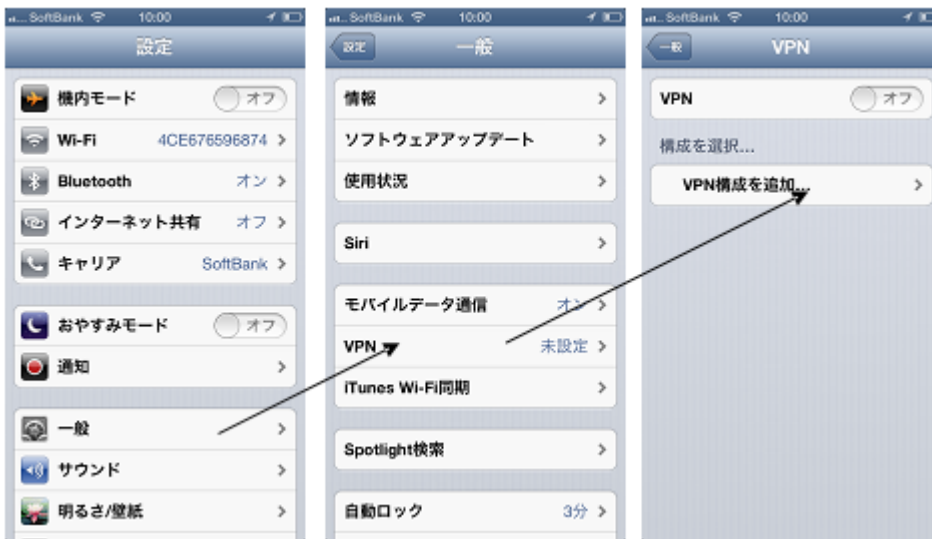 SoftBank 10:00
設定
機内モード オフ
Wi-Fi 4CE676596874
Bluetooth オン
インターネット共有 オフ
キャリア SoftBank
おやすみモード オフ
通知
一般
サウンド
明るさ/壁紙
SoftBank 10:00
設定 一般
情報
ソフトウェアアップデート
使用状況
Siri
モバイルデータ通信 オン
VPN 未設定
iTunes Wi-Fi同期
Spotlight検索
自動ロック 3分
SoftBank 10:00
一般 VPN
VPN オフ
構成を選択...
VPN構成を追加...